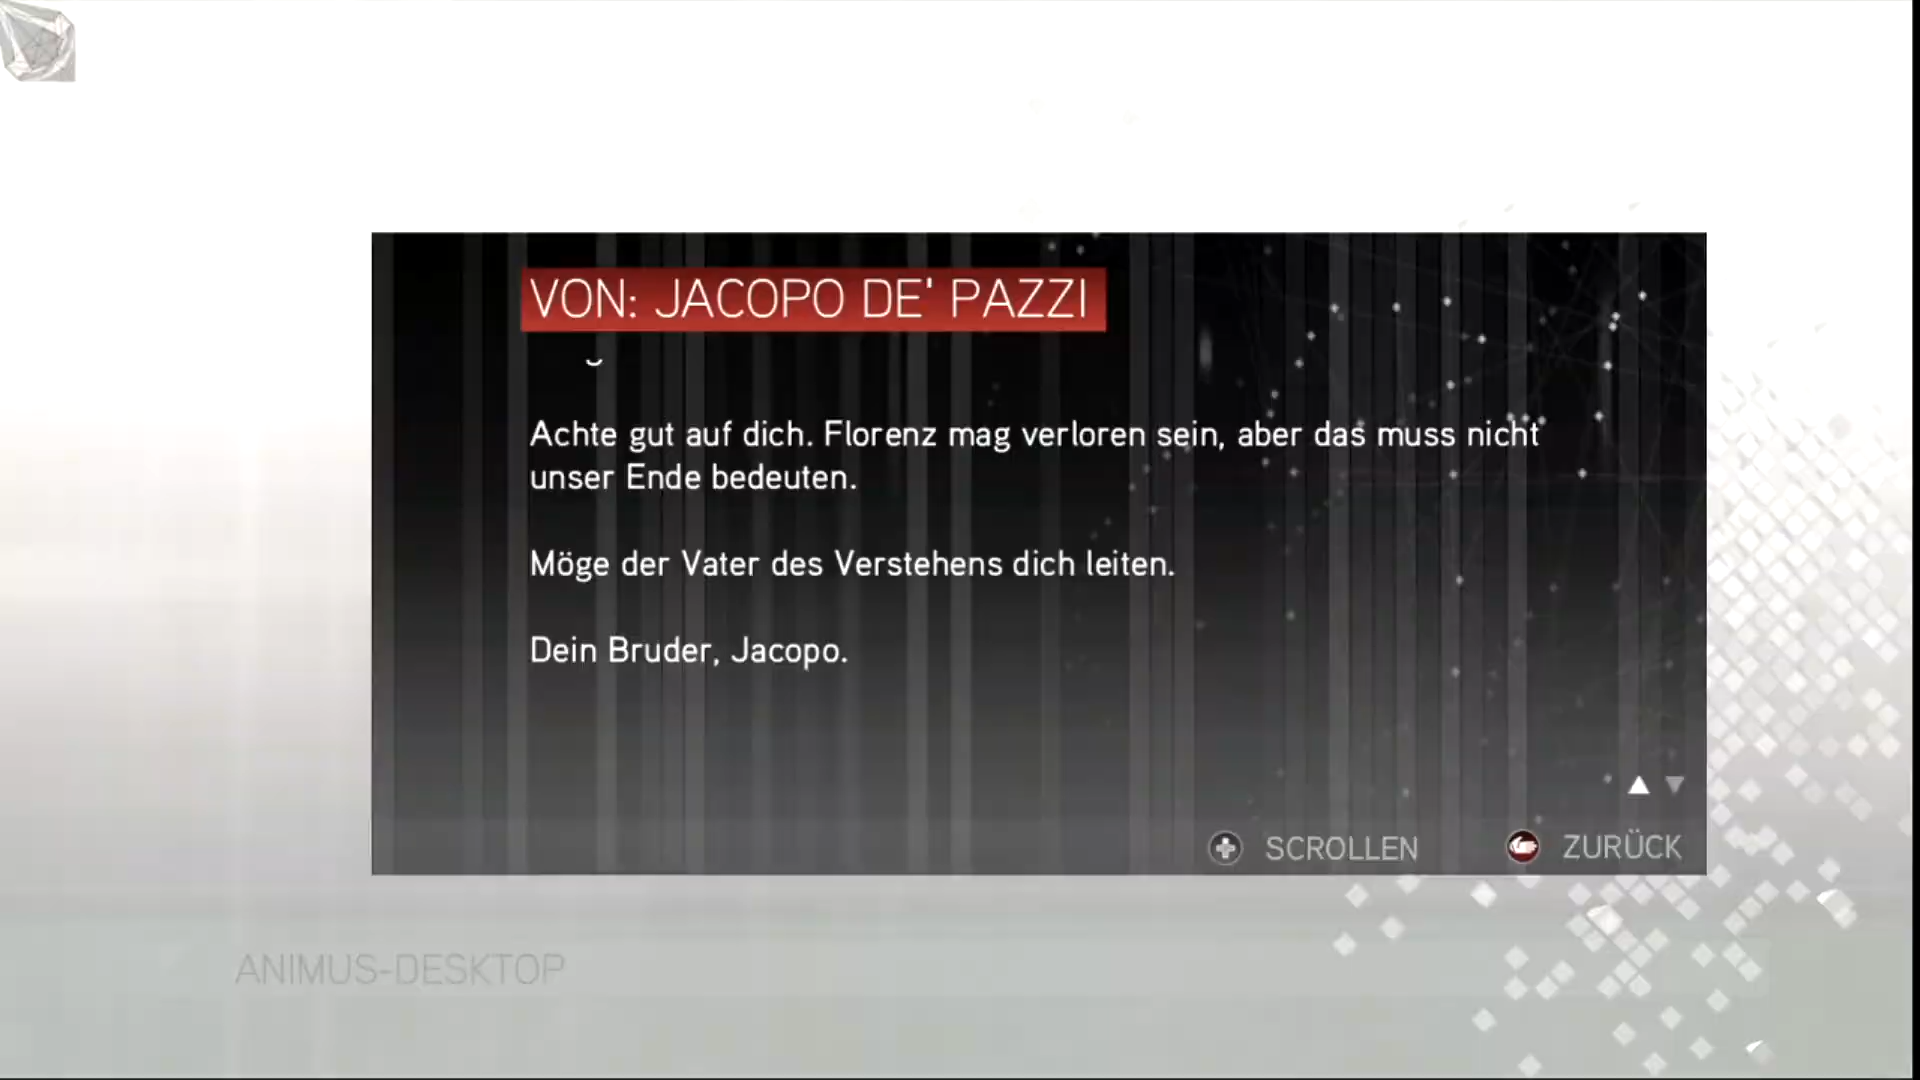 VON: JACOPO DE' PAZZI
Achte gut auf dich. Florenz mag verloren sein, aber das muss nicht
unser Ende bedeuten.
Möge der Vater des Verstehens dich leiten.
Dein Bruder, Jacopo.
SCROLLEN
ZURÜCK
ANIMUS-DESKTOP